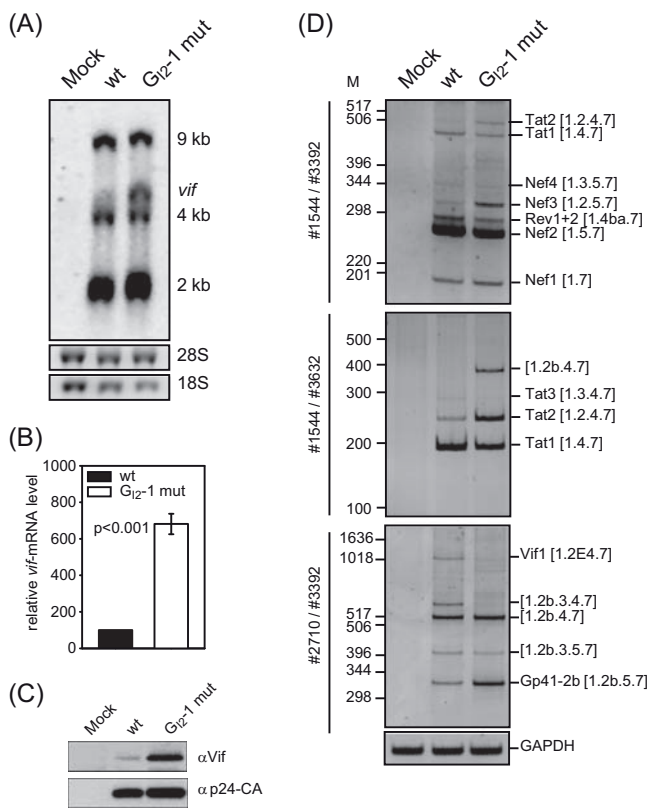 (A)
Mock
wt
GI2-1 mut
9 kb
vif
4 kb
2 kb
28S
18S
(B)
relative vif-mRNA level
1000
800
600
400
200
0
wt
GI2-1 mut
p<0.001
(C)
Mock
wt
GI2-1 mut
αVif
αp24-CA
(D)
M
Mock
wt
GI2-1 mut
#1544 / #3392
517
506
396
344
298
220
201
Tat2 [1.2.4.7]
Tat1 [1.4.7]
Nef4 [1.3.5.7]
Nef3 [1.2.5.7]
Rev1+2 [1.4ba.7]
Nef2 [1.5.7]
Nef1 [1.7]
#1544 / #3632
500
400
300
200
100
[1.2b.4.7]
Tat3 [1.3.4.7]
Tat2 [1.2.4.7]
Tat1 [1.4.7]
#2710 / #3392
1636
1018
517
506
396
344
298
Vif1 [1.2E4.7]
[1.2b.3.4.7]
[1.2b.4.7]
[1.2b.3.5.7]
Gp41-2b [1.2b.5.7]
GAPDH